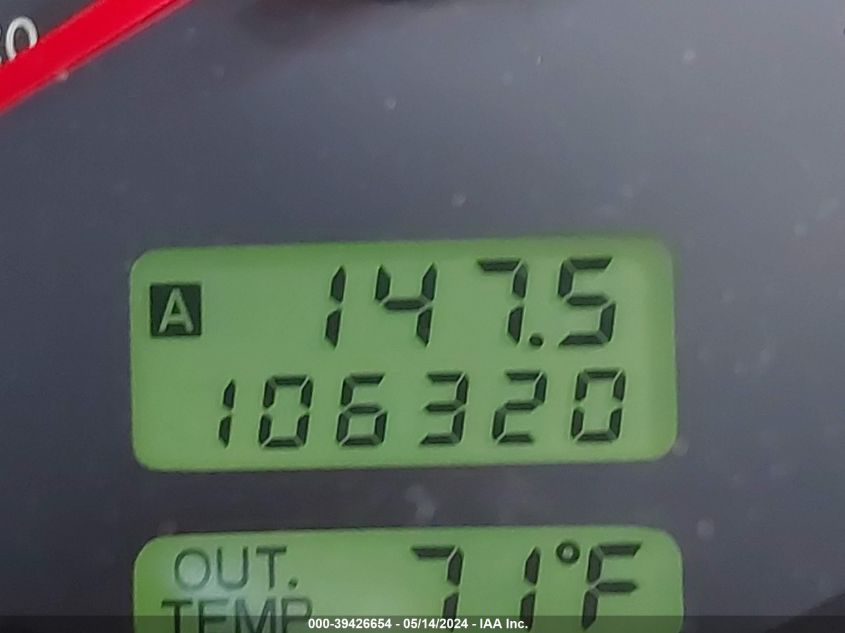 A 147.5
106320
OUT. 71°F
TEMP
000-39426654 - 05/14/2024 - IAA Inc.